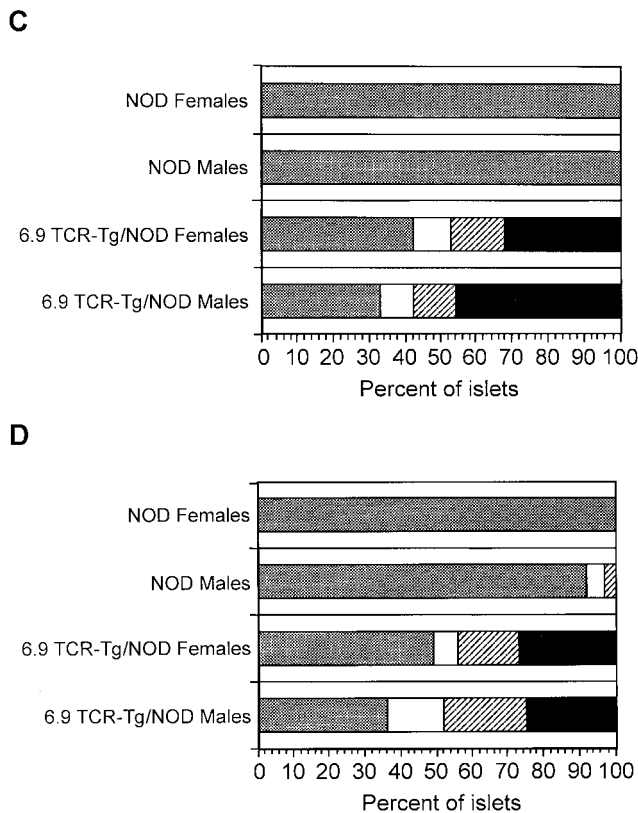 C
NOD Females
NOD Males
6.9 TCR-Tg/NOD Females
6.9 TCR-Tg/NOD Males
0 10 20 30 40 50 60 70 80 90 100
Percent of islets
D
NOD Females
NOD Males
6.9 TCR-Tg/NOD Females
6.9 TCR-Tg/NOD Males
0 10 20 30 40 50 60 70 80 90 100
Percent of islets